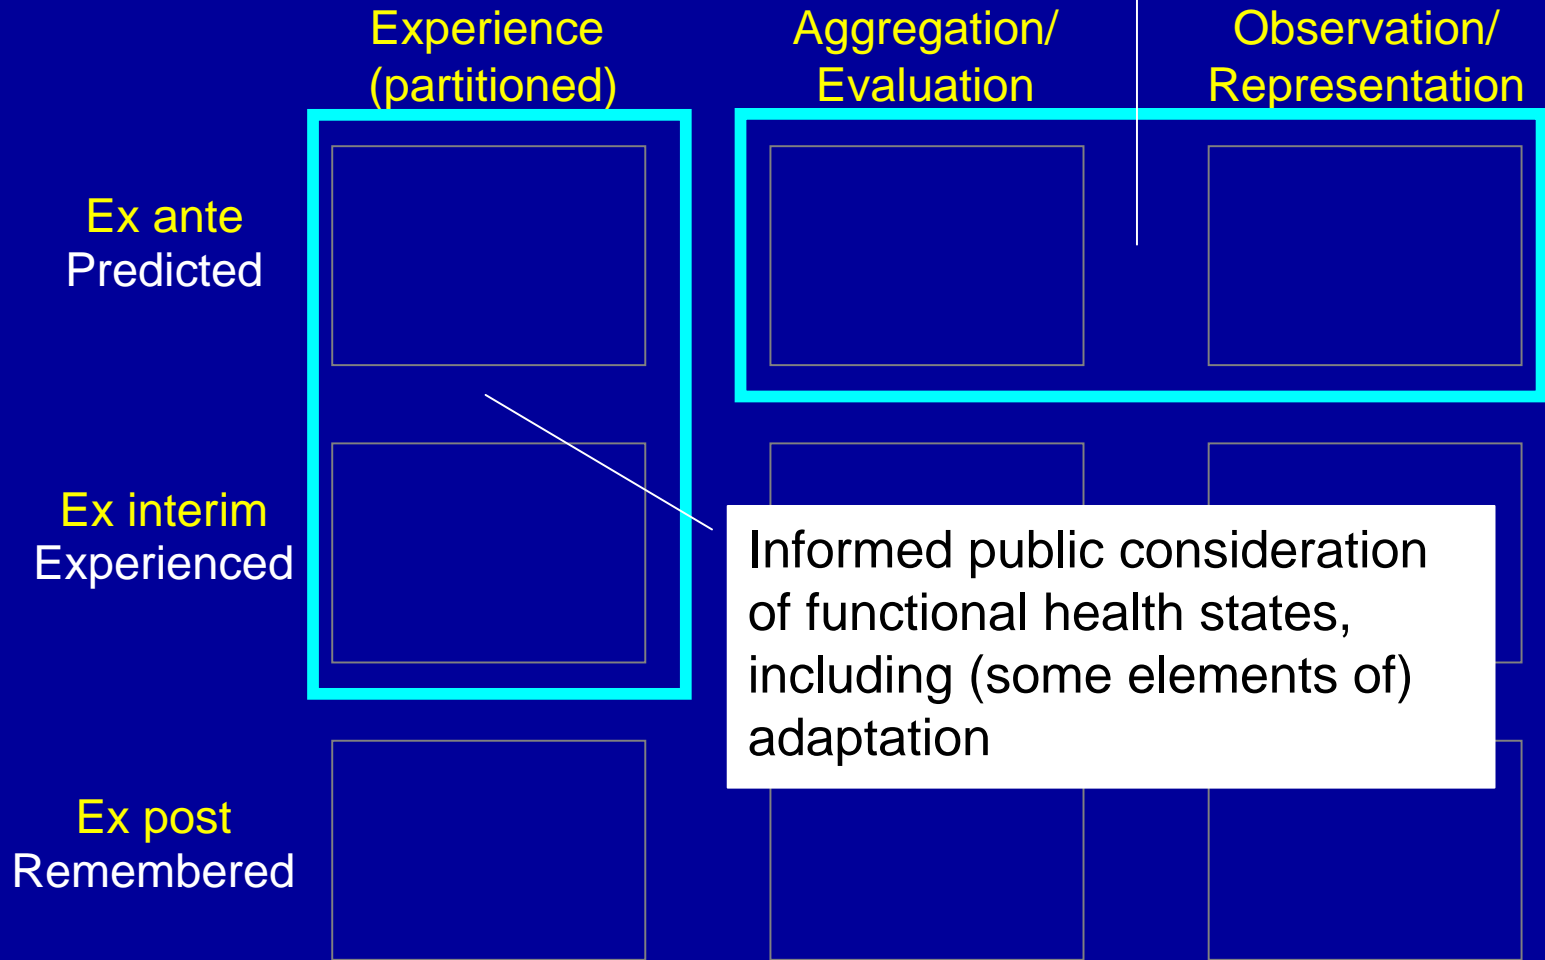 Experience
(partitioned)
Aggregation/
Evaluation
Observation/
Representation
Ex ante
Predicted
Ex interim
Experienced
Informed public consideration
of functional health states,
including (some elements of)
adaptation
Ex post
Remembered